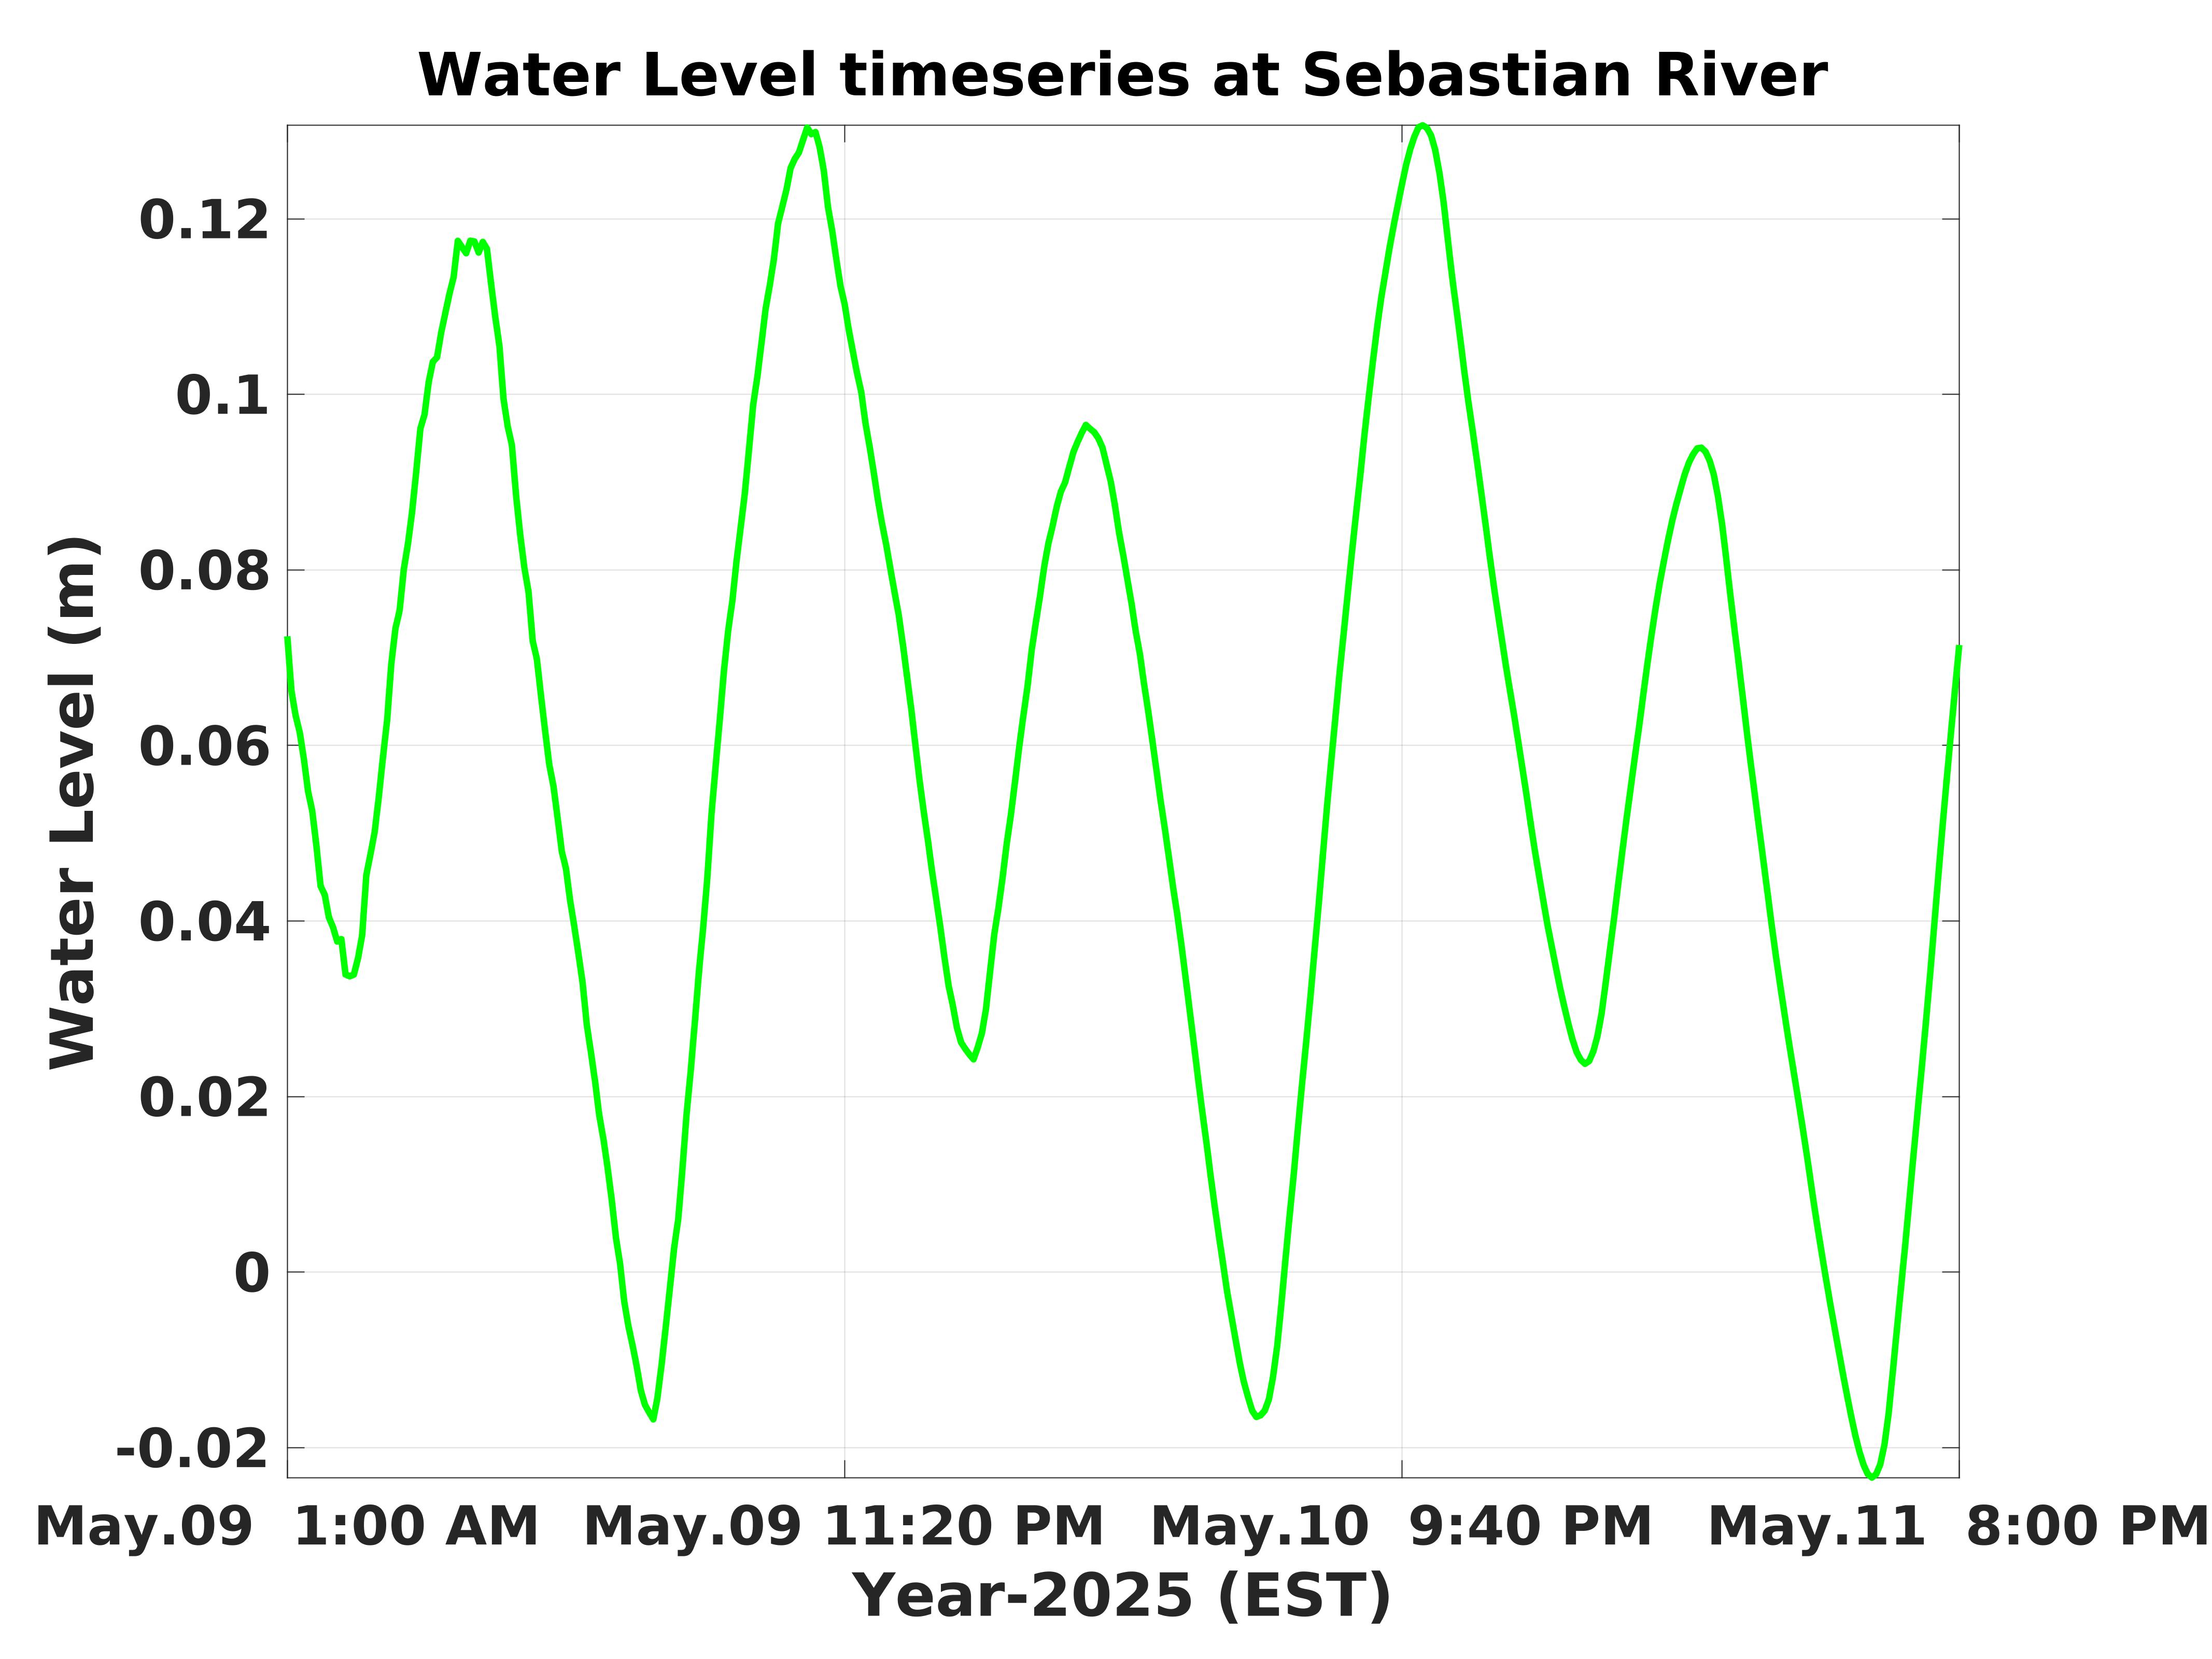 Water Level timeseries at Sebastian River
Water Level (m)
0.12
0.1
0.08
0.06
0.04
0.02
0
-0.02
May.09  1:00 AM  May.09 11:20 PM  May.10  9:40 PM  May.11  8:00 PM
Year-2025 (EST)